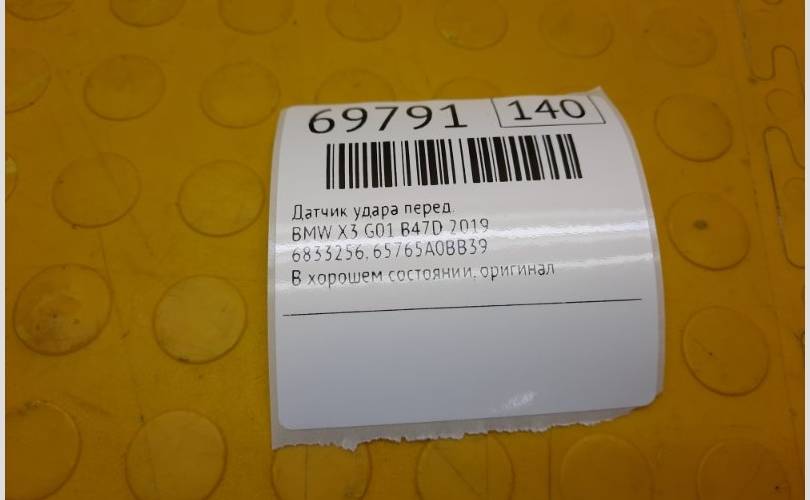 69791 140
Датчик удара перед.
BMW X3 G01 B47D 2019
6833256, 65765A0BB39
В хорошем состоянии, оригинал